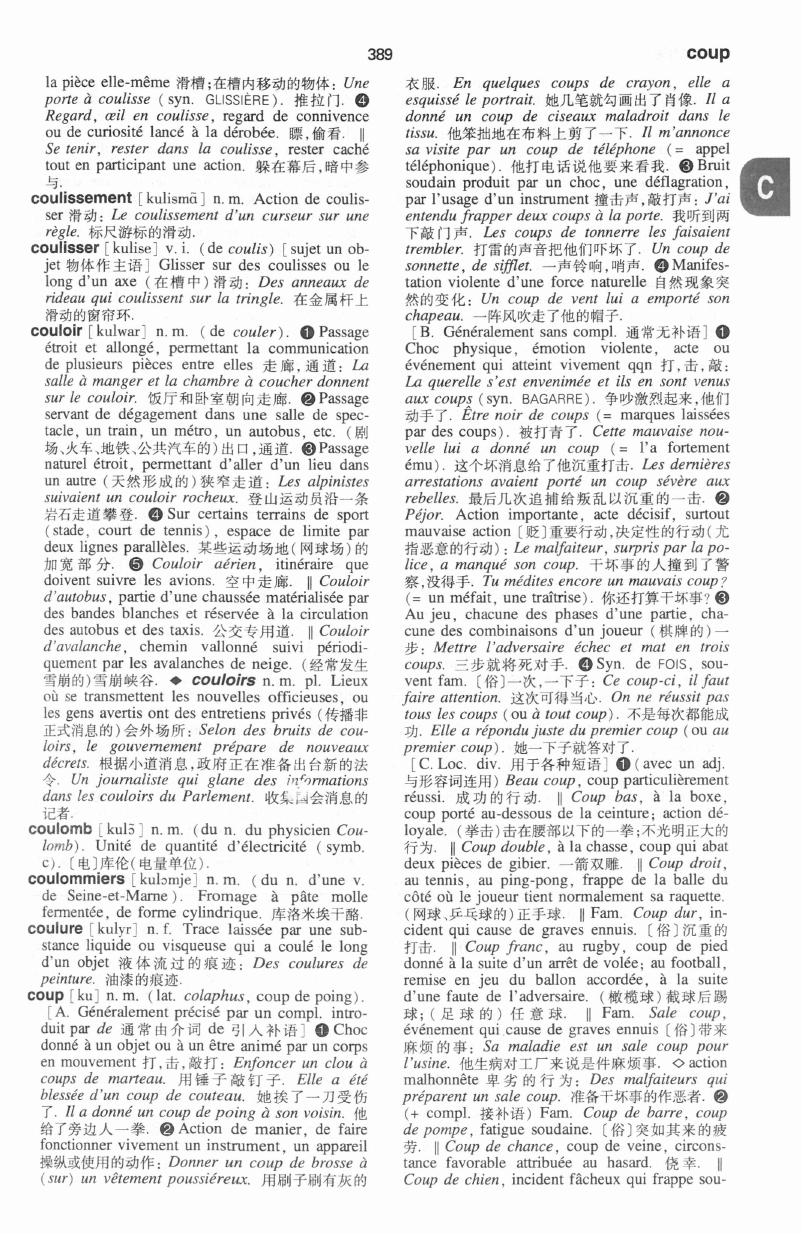 389
coup
la pièce elle-même 滑槽;在槽内移动的物体: Une
porte à coulisse ( syn. GLISSIÈRE ) . 推拉门. ❹
Regard, œil en coulisse, regard de connivence
ou de curiosité lancé à la dérobée. 瞟,偷看. ‖
Se tenir, rester dans la coulisse, rester caché
tout en participant une action. 躲在幕后,暗中参
与.
coulissement [ kulismɑ̃ ] n. m. Action de coulis-
ser 滑动: Le coulissement d'un curseur sur une
règle. 标尺游标的滑动.
coulisser [ kulise ] v. i. (de coulis) [ sujet un ob-
jet 物体作主语 ] Glisser sur des coulisses ou le
long d'un axe ( 在槽中 ) 滑动: Des anneaux de
rideau qui coulissent sur la tringle. 在金属杆上
滑动的窗帘环.
couloir [ kulwar ] n. m. ( de couler ) . ❶ Passage
étroit et allongé, permettant la communication
de plusieurs pièces entre elles 走廊,通道: La
salle à manger et la chambre à coucher donnent
sur le couloir. 饭厅和卧室朝向走廊. ❷ Passage
servant de dégagement dans une salle de spec-
tacle, un train, un métro, un autobus, etc. ( 剧
场、火车、地铁、公共汽车的) 出口,通道. ❸ Passage
naturel étroit, permettant d'aller d'un lieu dans
un autre ( 天然形成的 ) 狭窄走道: Les alpinistes
suivaient un couloir rocheux. 登山运动员沿一条
岩石走道攀登. ❹ Sur certains terrains de sport
( stade, court de tennis ) , espace de limite par
deux lignes parallèles. 某些运动场地(网球场)的
加宽部分. ❺ Couloir aérien, itinéraire que
doivent suivre les avions. 空中走廊. ‖ Couloir
d'autobus, partie d'une chaussée matérialisée par
des bandes blanches et réservée à la circulation
des autobus et des taxis. 公交专用道. ‖ Couloir
d'avalanche, chemin vallonné suivi périodi-
quement par les avalanches de neige. (经常发生
雪崩的)雪崩峡谷. ◆ couloirs n. m. pl. Lieux
où se transmettent les nouvelles officieuses, ou
les gens avertis ont des entretiens privés (传播非
正式消息的)会外场所: Selon des bruits de cou-
loirs, le gouvernement prépare de nouveaux
décrets. 根据小道消息,政府正在准备出台新的法
令. Un journaliste qui glane des informations
dans les couloirs du Parlement. 收集国会消息的
记者.
coulomb [ kulɔ̃ ] n. m. (du n. du physicien Cou-
lomb). Unité de quantité d'électricité ( symb.
c) . [电]库伦(电量单位).
coulommiers [ kulɔmje ] n. m. ( du n. d'une v.
de Seine-et-Marne ) . Fromage à pâte molle
fermentée, de forme cylindrique. 库洛米埃干酪.
coulure [ kulyr ] n. f. Trace laissée par une sub-
stance liquide ou visqueuse qui a coulé le long
d'un objet 液体流过的痕迹: Des coulures de
peinture. 油漆的痕迹.
coup [ ku ] n. m. (lat. colaphus, coup de poing).
[ A. Généralement précisé par un compl. intro-
duit par de 通常由介词 de 引入补语 ] ❶ Choc
donné à un objet ou à un être animé par un corps
en mouvement 打,击,敲打: Enfoncer un clou à
coups de marteau. 用锤子敲钉子. Elle a été
blessée d'un coup de couteau. 她挨了一刀受伤
了. Il a donné un coup de poing à son voisin. 他
给了旁边人一拳. ❷ Action de manier, de faire
fonctionner vivement un instrument, un appareil
操纵或使用的动作: Donner un coup de brosse à
( sur ) un vêtement poussiéreux. 用刷子刷有灰的
衣服. En quelques coups de crayon, elle a
esquissé le portrait. 她几笔就勾画出了肖像. Il a
donné un coup de ciseaux maladroit dans le
tissu. 他笨拙地在布料上剪了一下. Il m'annonce
sa visite par un coup de téléphone ( = appel
téléphonique ) . 他打电话说他要来看我. ❸ Bruit
soudain produit par un choc, une déflagration,
par l'usage d'un instrument 撞击声,敲打声: J'ai
entendu frapper deux coups à la porte. 我听到两
下敲门声. Les coups de tonnerre les faisaient
trembler. 打雷的声音把他们吓坏了. Un coup de
sonnette, de sifflet. 一声铃响,哨声. ❹ Manifes-
tation violente d'une force naturelle 自然现象突
然的变化: Un coup de vent lui a emporté son
chapeau. 一阵风吹走了他的帽子.
[ B. Généralement sans compl. 通常无补语 ] ❶
Choc physique, émotion violente, acte ou
événement qui atteint vivement qqn 打,击,敲:
La querelle s'est envenimée et ils en sont venus
aux coups ( syn. BAGARRE ) . 争吵激烈起来,他们
动手了. Être noir de coups (= marques laissées
par des coups) . 被打青了. Cette mauvaise nou-
velle lui a donné un coup ( = l'a fortement
ému) . 这个坏消息给了他沉重打击. Les dernières
arrestations avaient porté un coup sévère aux
rebelles. 最后几次追捕给叛乱以沉重的一击. ❷
Péjor. Action importante, acte décisif, surtout
mauvaise action [贬]重要行动,决定性的行动(尤
指恶意的行动) : Le malfaiteur, surpris par la po-
lice, a manqué son coup. 干坏事的人撞到了警
察,没得手. Tu médites encore un mauvais coup?
(= un méfait, une traîtrise) . 你还打算干坏事? ❸
Au jeu, chacune des phases d'une partie, cha-
cune des combinaisons d'un joueur ( 棋牌的 ) 一
步: Mettre l'adversaire échec et mat en trois
coups. 三步就将死对手. ❹ Syn. de FOIS, sou-
vent fam. [俗]一次,一下子: Ce coup-ci, il faut
faire attention. 这次可得当心. On ne réussit pas
tous les coups ( ou à tout coup ) . 不是每次都能成
功. Elle a répondu juste du premier coup ( ou au
premier coup) . 她一下子就答对了.
[ C. Loc. div. 用于各种短语 ] ❶ ( avec un adj.
与形容词连用) Beau coup, coup particulièrement
réussi. 成功的行动. ‖ Coup bas, à la boxe,
coup porté au-dessous de la ceinture; action dé-
loyale. (拳击)击在腰部以下的一拳;不光明正大的
行为. ‖ Coup double, à la chasse, coup qui abat
deux pièces de gibier. 一箭双雕. ‖ Coup droit,
au tennis, au ping-pong, frappe de la balle du
côté où le joueur tient normalement sa raquette.
(网球、乒乓球的)正手球. ‖ Fam. Coup dur, in-
cident qui cause de graves ennuis. [俗]沉重的
打击. ‖ Coup franc, au rugby, coup de pied
donné à la suite d'un arrêt de volée; au football,
remise en jeu du ballon accordée, à la suite
d'une faute de l'adversaire. (橄榄球) 截球后踢
球; ( 足球的 ) 任意球. ‖ Fam. Sale coup,
événement qui cause de graves ennuis [俗]带来
麻烦的事: Sa maladie est un sale coup pour
l'usine. 他生病对工厂来说是件麻烦事. ◇ action
malhonnête 卑劣的行为: Des malfaiteurs qui
préparent un sale coup. 准备干坏事的作恶者. ❷
(+ compl. 接补语) Fam. Coup de barre, coup
de pompe, fatigue soudaine. [俗]突如其来的疲
劳. ‖ Coup de chance, coup de veine, circons-
tance favorable attribuée au hasard. 侥幸. ‖
Coup de chien, incident fâcheux qui frappe sou-
C